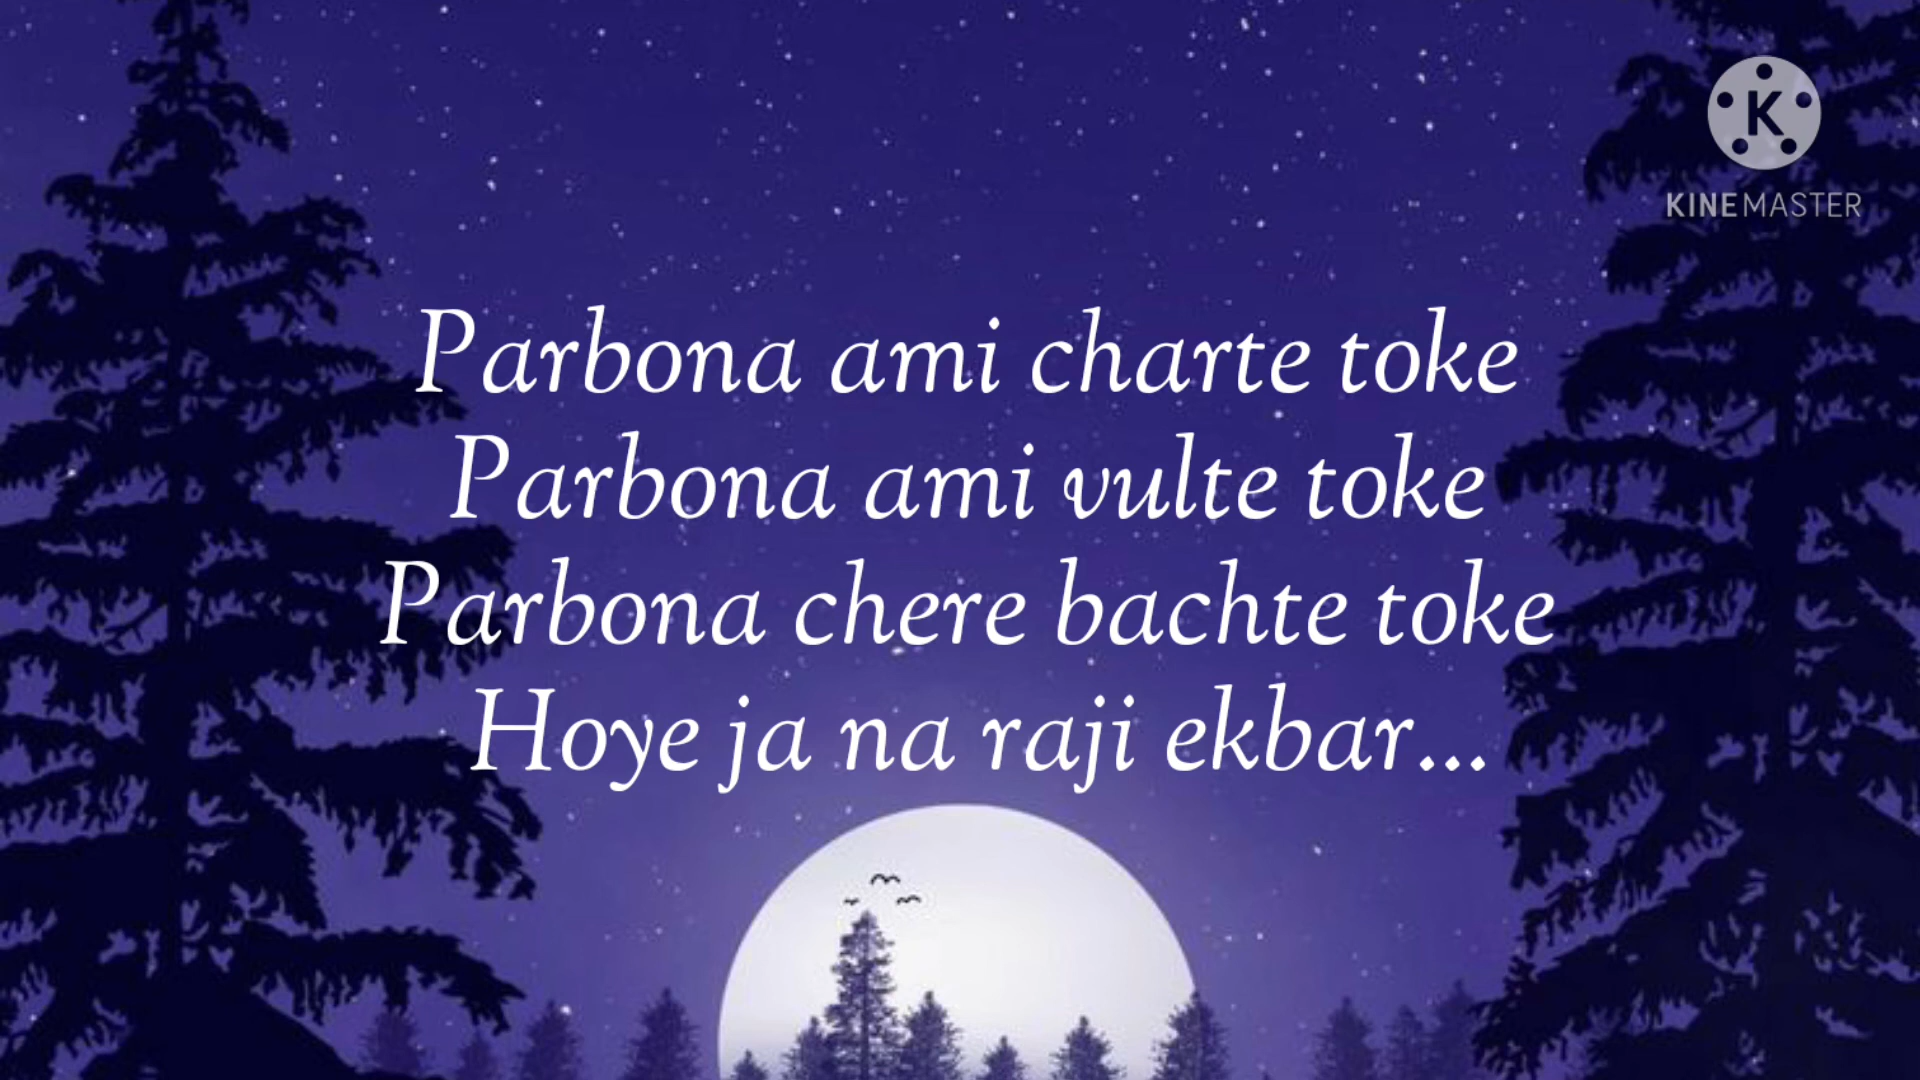 K
KINEMASTER
Parbona ami charte toke
Parbona ami vulte toke
Parbona chere bachte toke
Hoye ja na raji ekbar...